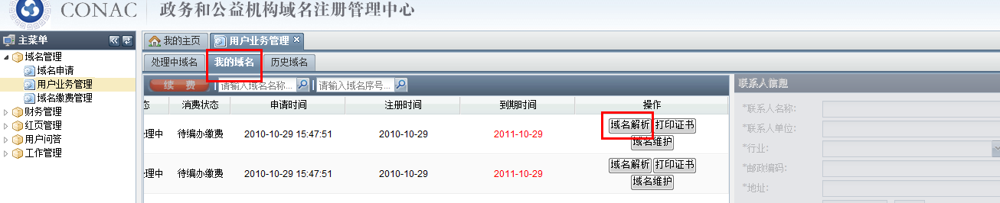 CONAC 政务和公益机构域名注册管理中心
主菜单
域名管理
域名申请
用户业务管理
域名缴费管理
财务管理
红页管理
用户问答
工作管理
我的主页 用户业务管理
处理中域名 我的域名 历史域名
续 费 请输入域名名称... 请输入域名序号...
态 消费状态 申请时间 注册时间 到期时间 操作
理中 待编办缴费 2010-10-29 15:47:51 2010-10-29 2011-10-29 域名解析 打印证书
域名维护
理中 待编办缴费 2010-10-29 15:47:51 2010-10-29 2011-10-29 域名解析 打印证书
域名维护
联系人信息
*联系人名称:
*联系人单位:
*行业:
*邮政编码:
*地址: